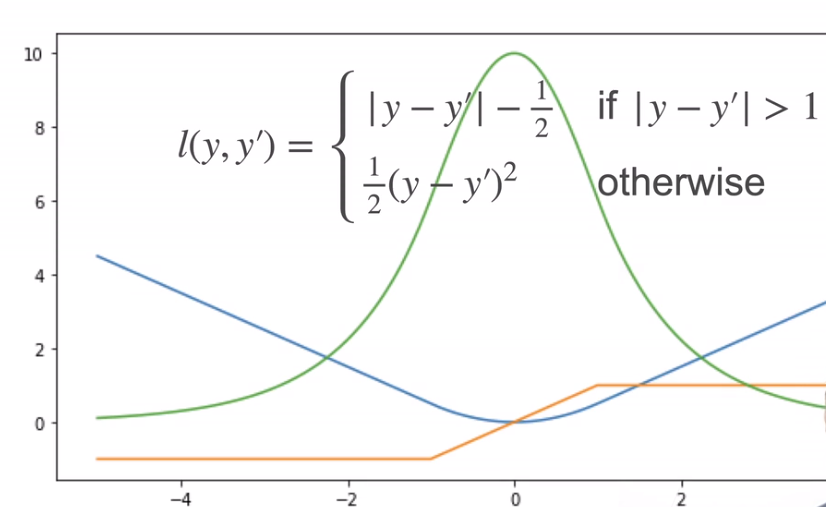 10
8
6
4
2
0
−4 −2 0 2
l(y, y′) = { |y − y′| − 1/2 if |y − y′| > 1
1/2(y − y′)² otherwise